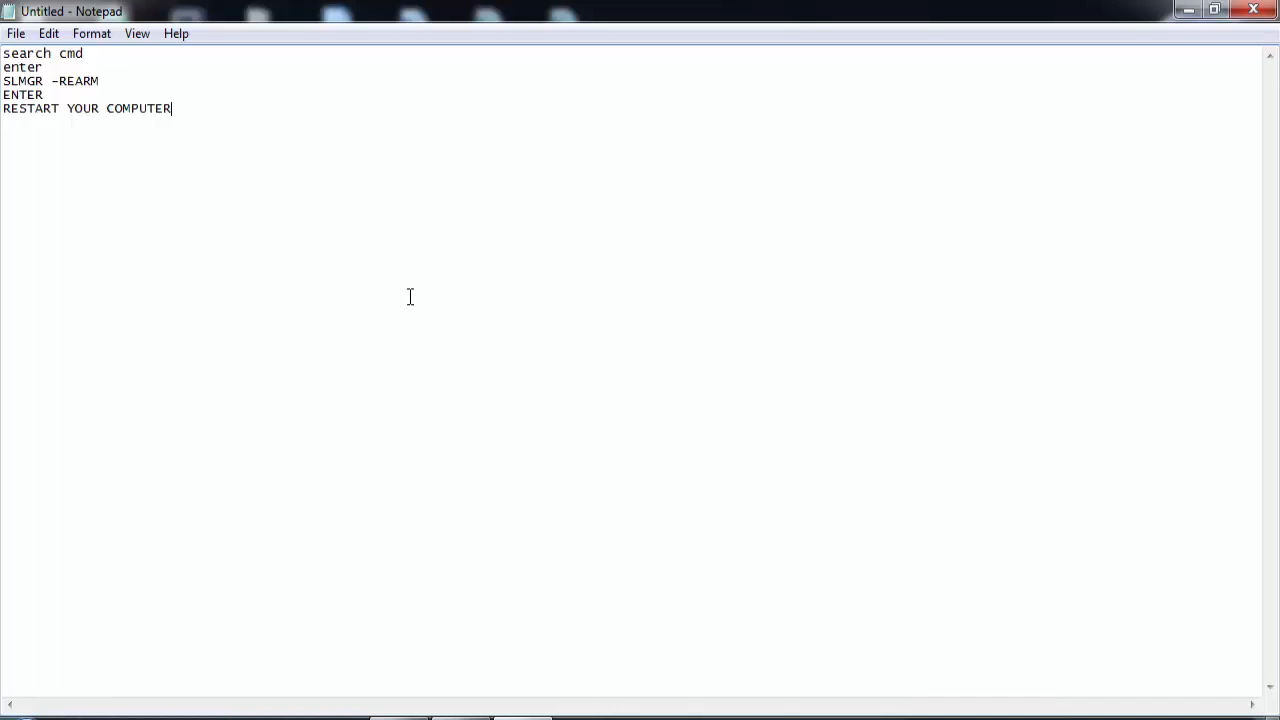 Untitled - Notepad
File Edit Format View Help
search cmd
enter
SLMGR -REARM
ENTER
RESTART YOUR COMPUTER